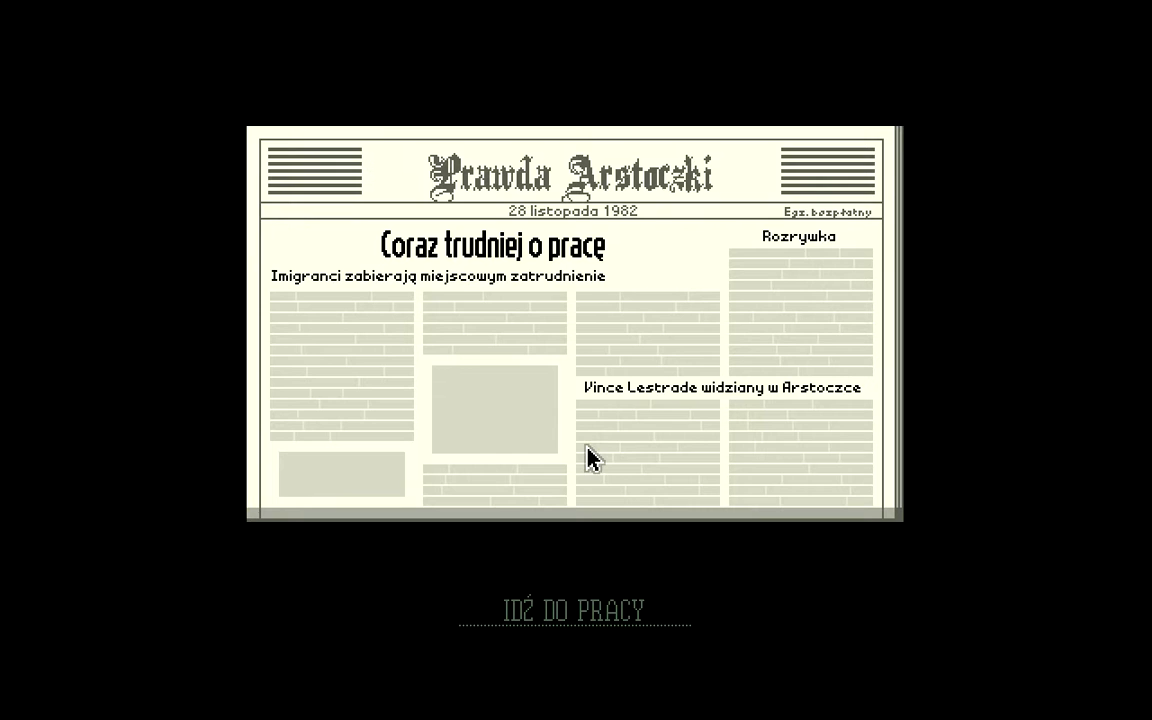 Prawda Arstoczki
28 listopada 1982
Egz. bezpłatny
Coraz trudniej o pracę
Imigranci zabierają miejscowym zatrudnienie
Rozrywka
Vince Lestrade widziany w Arstoczce
IDŹ DO PRACY